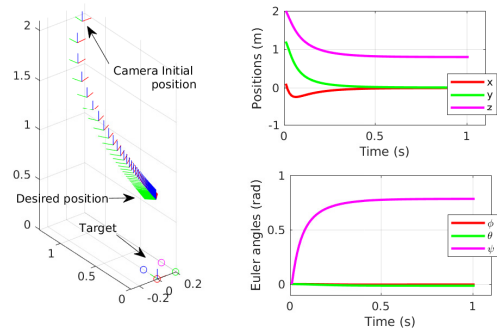 2
1.5
1
0.5
0
1
0.5
0
-0.2
0
0.2
Camera Initial
position
Desired position
Target
Positions (m)
2
1
0
-1
0
0.5
1
Time (s)
x
y
z
Euler angles (rad)
1
0.5
0
0
0.5
1
Time (s)
ϕ
θ
ψ